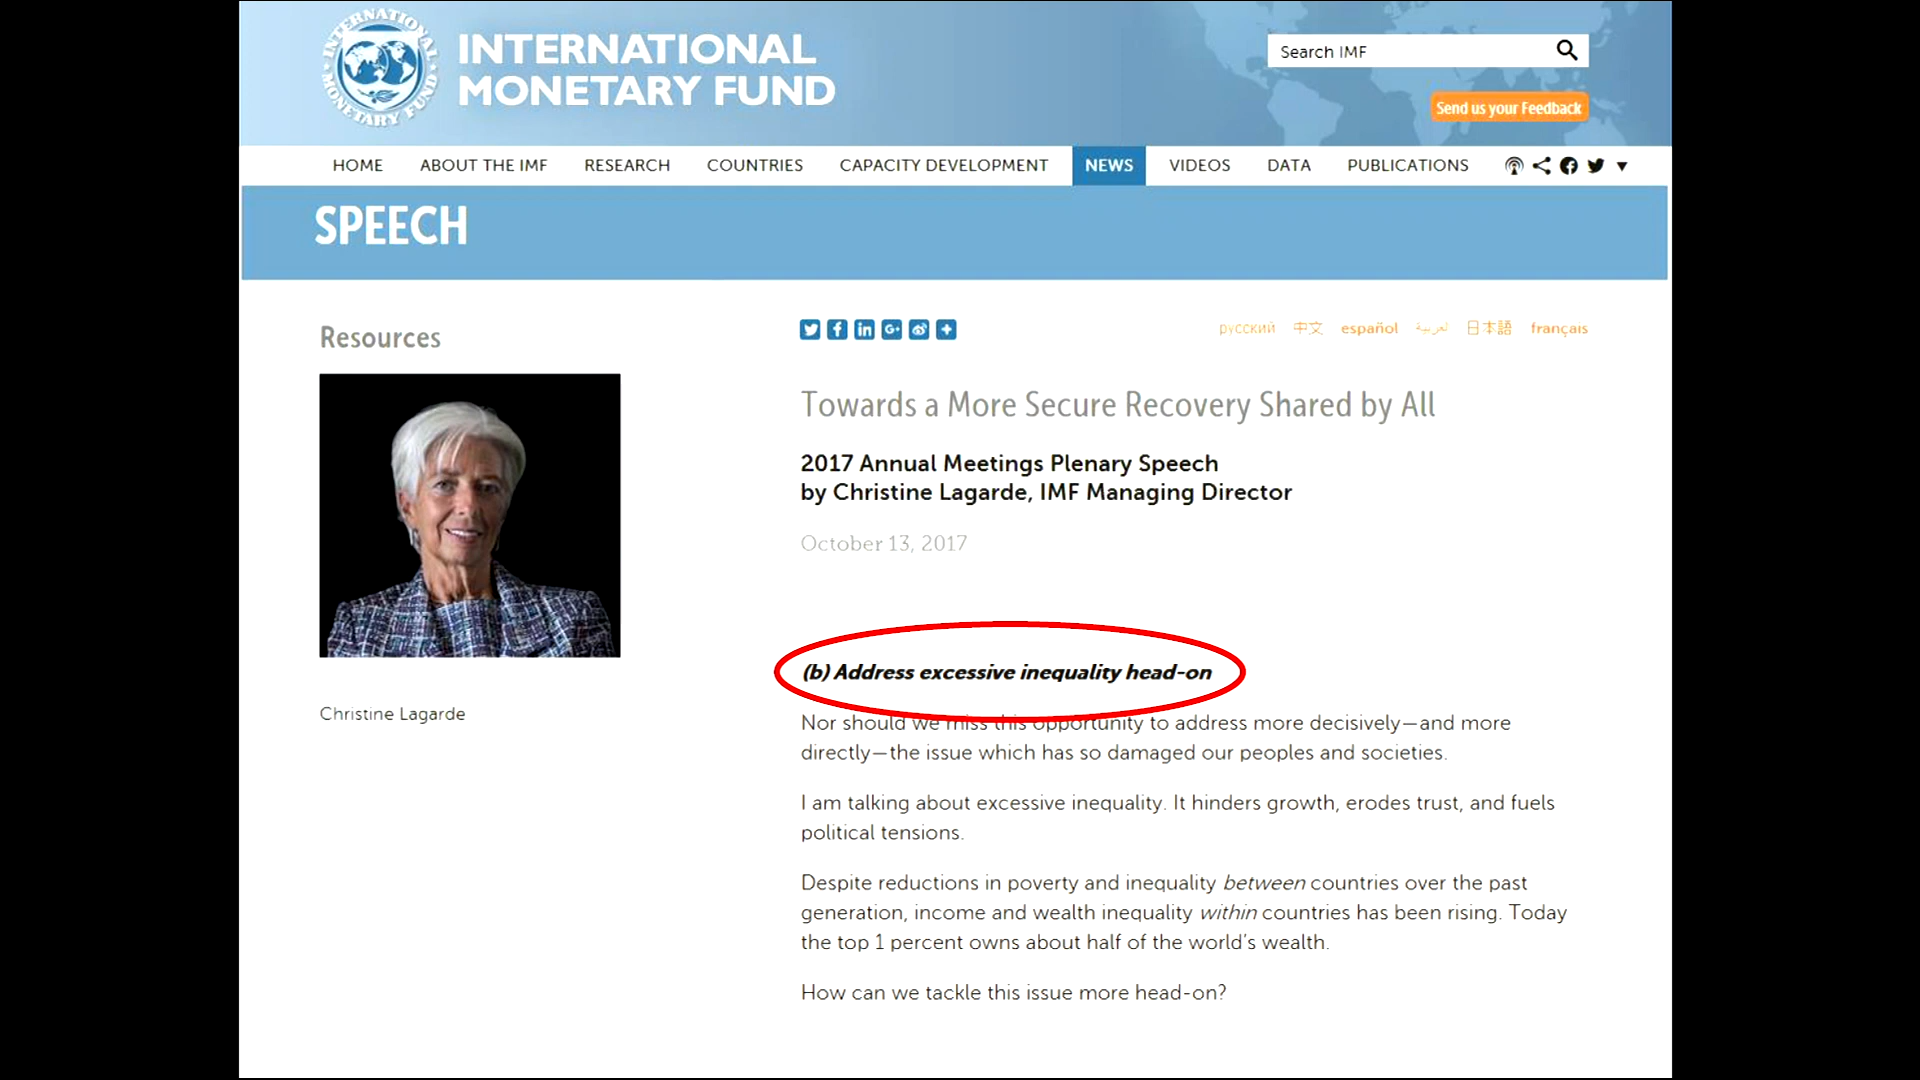 INTERNATIONAL MONETARY FUND
INTERNATIONAL
MONETARY FUND
Search IMF
Send us your Feedback
HOME ABOUT THE IMF RESEARCH COUNTRIES CAPACITY DEVELOPMENT NEWS VIDEOS DATA PUBLICATIONS
SPEECH
Resources
русский 中文 español العربية 日本語 français
Towards a More Secure Recovery Shared by All
2017 Annual Meetings Plenary Speech
by Christine Lagarde, IMF Managing Director
October 13, 2017
(b) Address excessive inequality head-on
Christine Lagarde
Nor should we miss this opportunity to address more decisively—and more
directly—the issue which has so damaged our peoples and societies.
I am talking about excessive inequality. It hinders growth, erodes trust, and fuels
political tensions.
Despite reductions in poverty and inequality between countries over the past
generation, income and wealth inequality within countries has been rising. Today
the top 1 percent owns about half of the world’s wealth.
How can we tackle this issue more head-on?